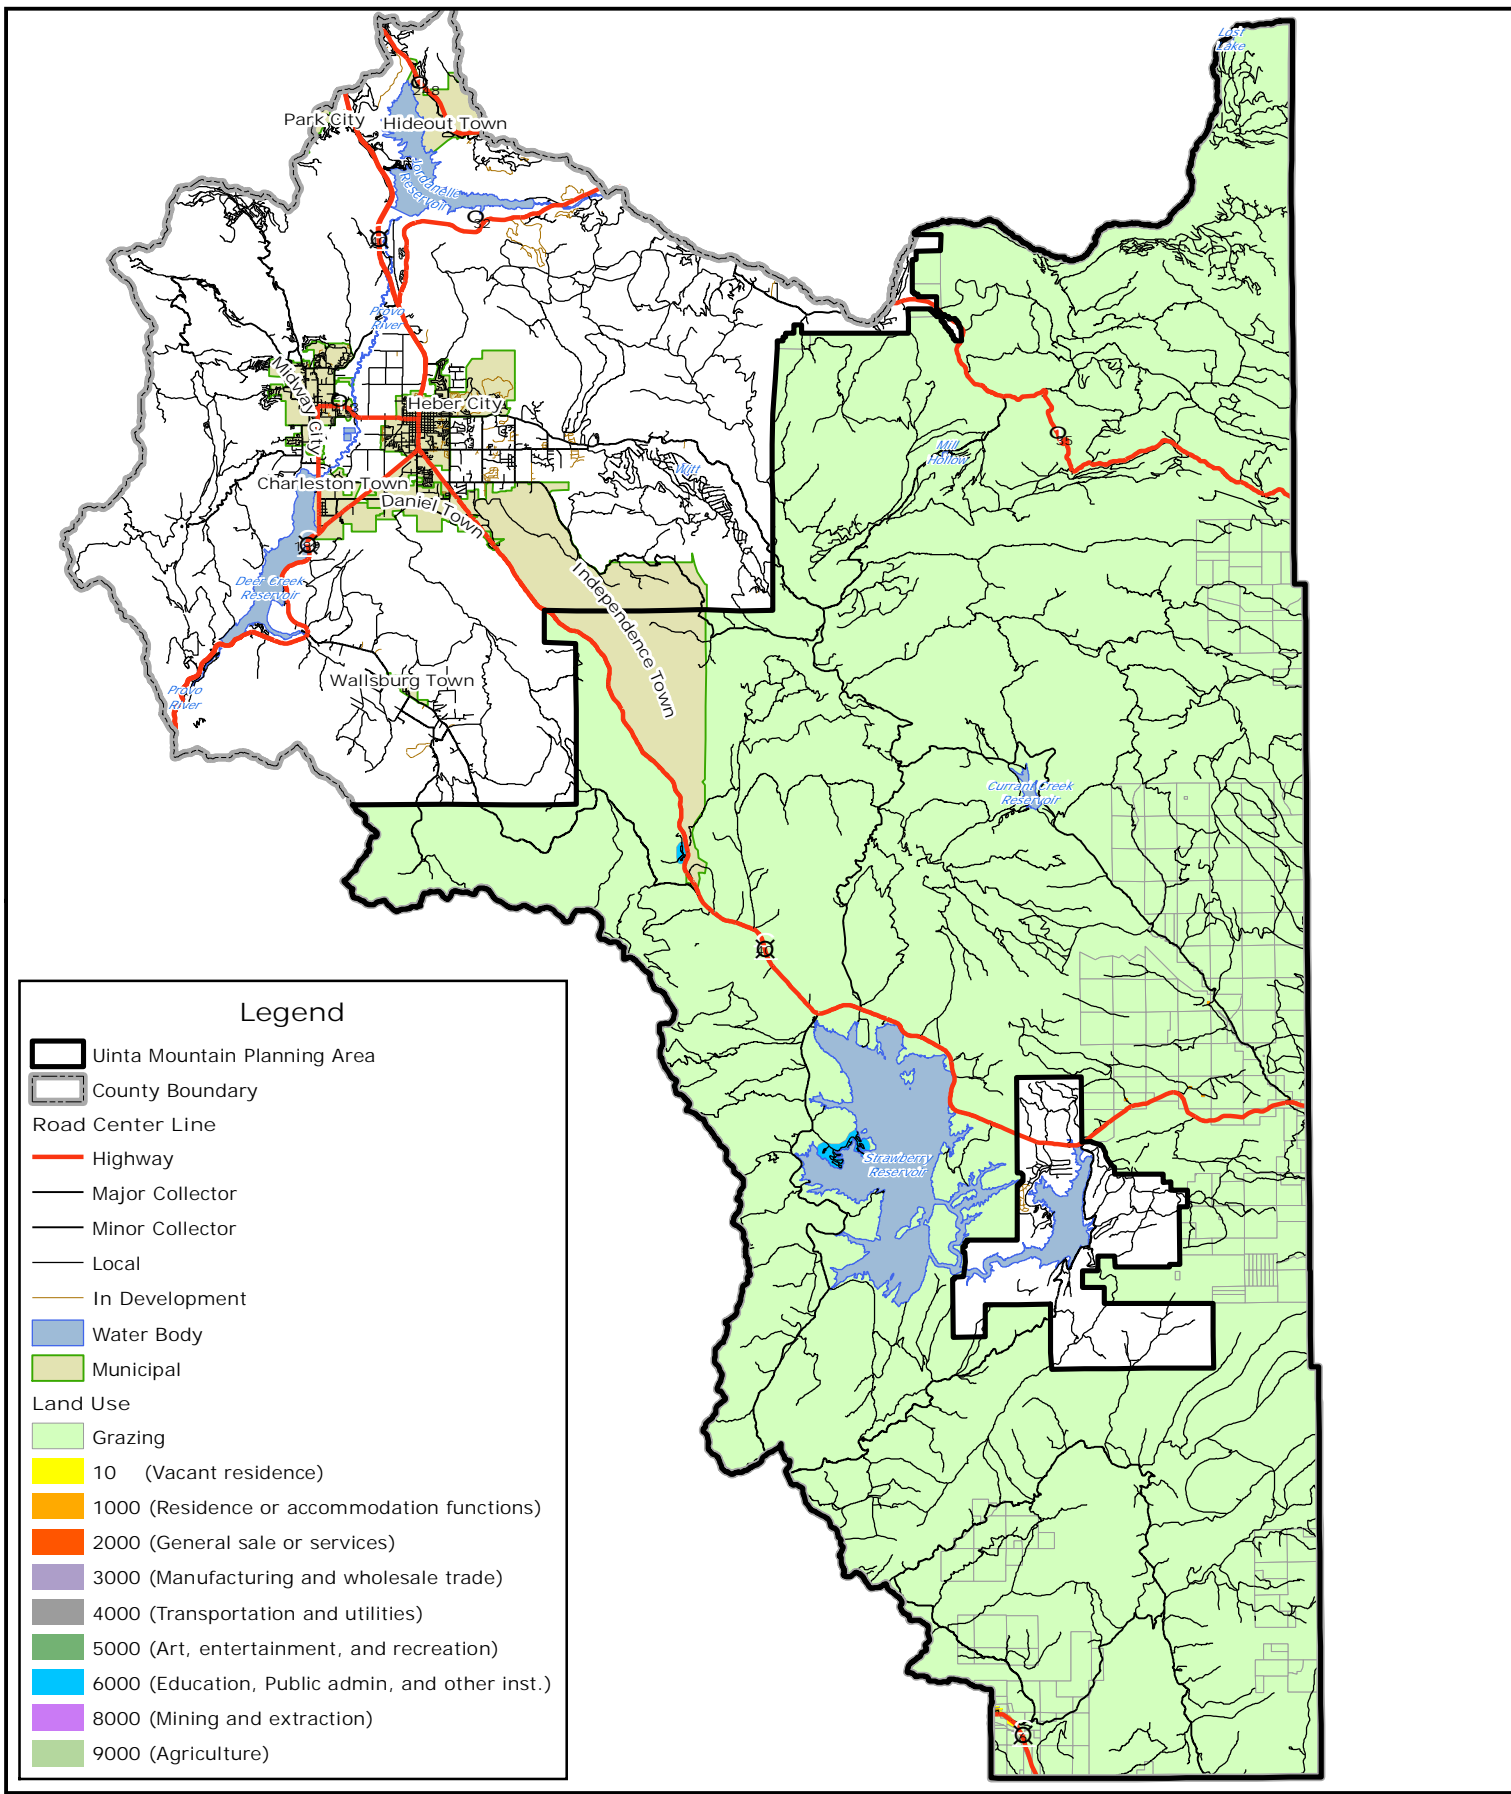 Lost
Lake
248
Park City
Hideout Town
Jordanelle
Reservoir
32
Provo
River
Midway City
Heber City
Mill
Hollow
35
Witt
Charleston Town
Daniel Town
Independence Town
Deer Creek
Reservoir
Wallsburg Town
Provo
River
Currant Creek
Reservoir
Strawberry
Reservoir
Legend
Uinta Mountain Planning Area
County Boundary
Road Center Line
Highway
Major Collector
Minor Collector
Local
In Development
Water Body
Municipal
Land Use
Grazing
10 (Vacant residence)
1000 (Residence or accommodation functions)
2000 (General sale or services)
3000 (Manufacturing and wholesale trade)
4000 (Transportation and utilities)
5000 (Art, entertainment, and recreation)
6000 (Education, Public admin, and other inst.)
8000 (Mining and extraction)
9000 (Agriculture)